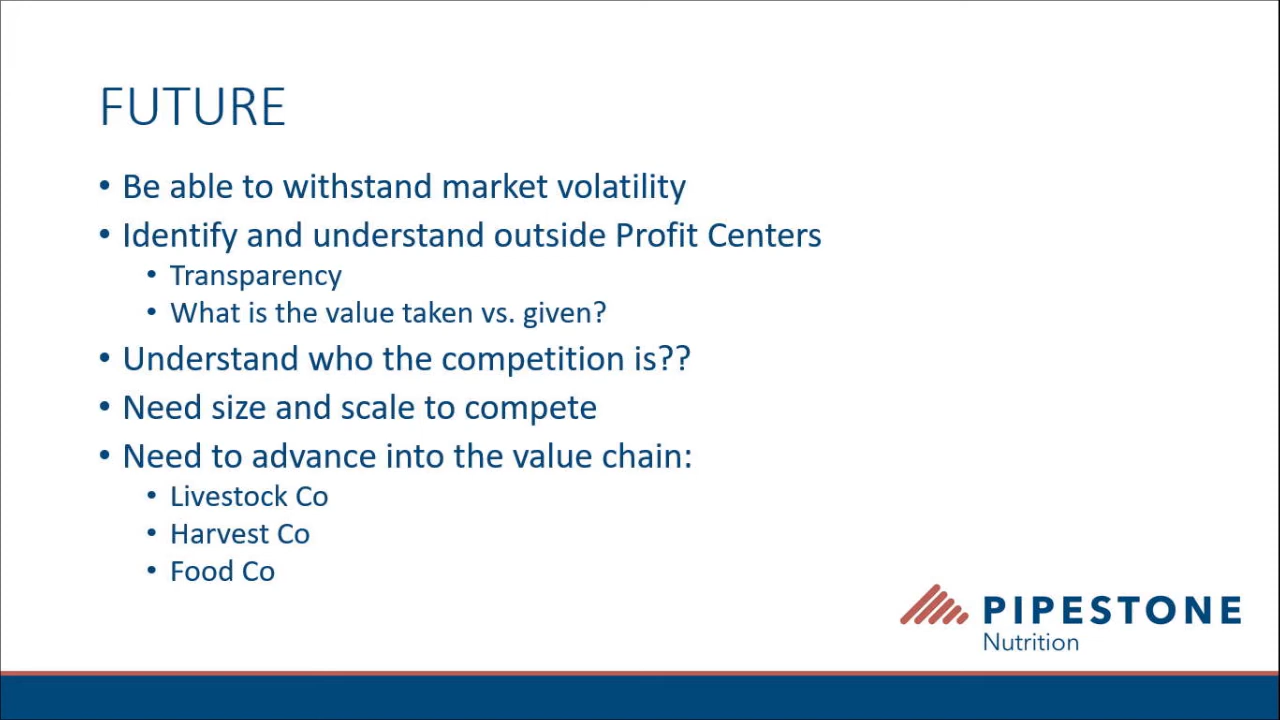 FUTURE
• Be able to withstand market volatility
• Identify and understand outside Profit Centers
• Transparency
• What is the value taken vs. given?
• Understand who the competition is??
• Need size and scale to compete
• Need to advance into the value chain:
• Livestock Co
• Harvest Co
• Food Co
PIPESTONE
Nutrition